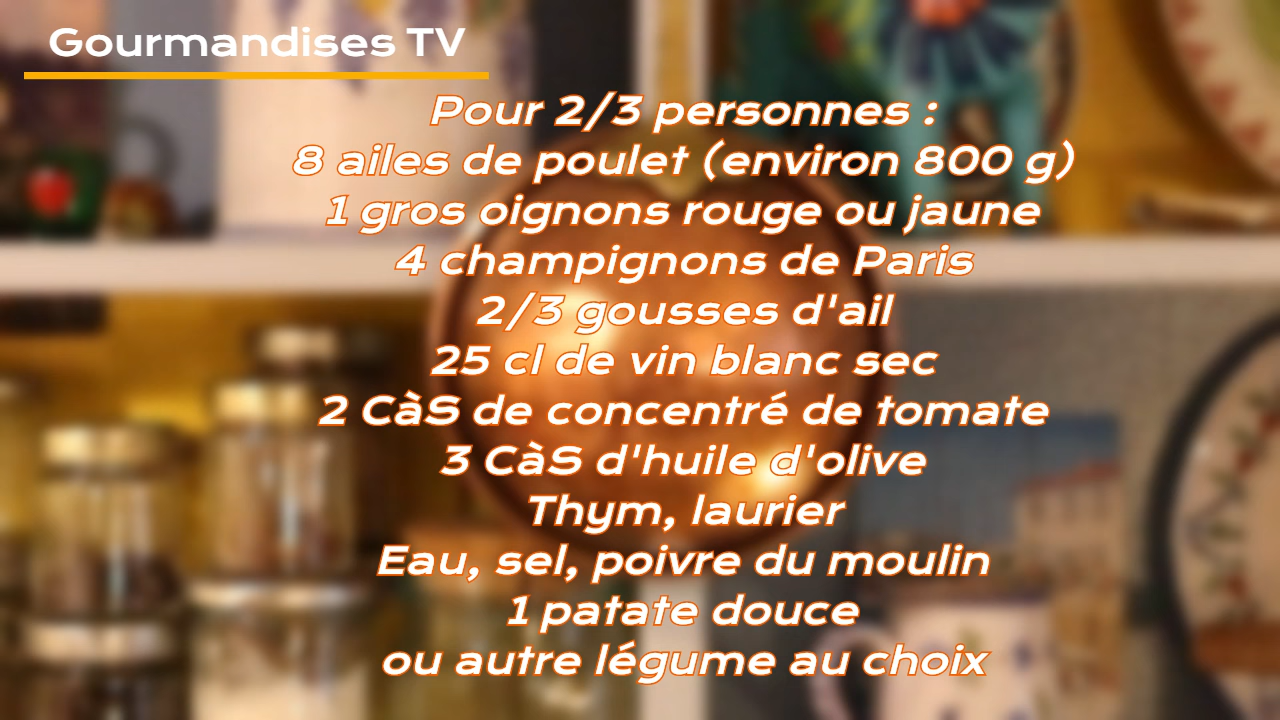 Gourmandises TV
Pour 2/3 personnes :
8 ailes de poulet (environ 800 g)
1 gros oignons rouge ou jaune
4 champignons de Paris
2/3 gousses d'ail
25 cl de vin blanc sec
2 CàS de concentré de tomate
3 CàS d'huile d'olive
Thym, laurier
Eau, sel, poivre du moulin
1 patate douce
ou autre légume au choix